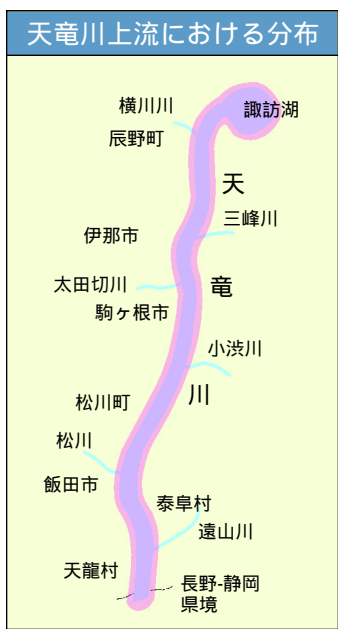 天竜川上流における分布
諏訪湖
横川川
辰野町
天
三峰川
伊那市
太田切川
竜
駒ヶ根市
小渋川
川
松川町
松川
飯田市
泰阜村
遠山川
天龍村
長野-静岡
県境